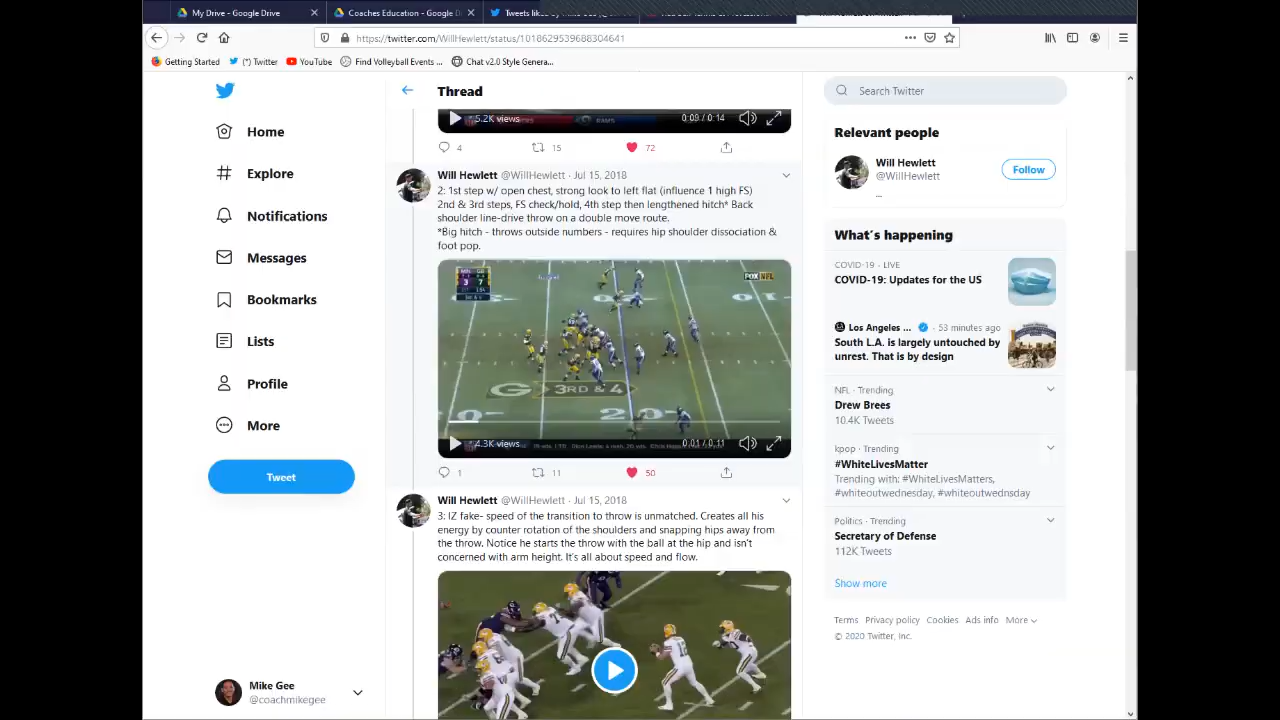 My Drive - Google Drive
Coaches Education - Google D
https://twitter.com/WillHewlett/status/1018629539688304641
Getting Started
(*) Twitter
YouTube
Find Volleyball Events ...
Chat v2.0 Style Genera...
Home
Explore
Notifications
Messages
Bookmarks
Lists
Profile
More
Tweet
Mike Gee
@coachmikegee
Thread
5.2K views
0:09 / 0:14
4
15
72
Will Hewlett @WillHewlett · Jul 15, 2018
2: 1st step w/ open chest, strong look to left flat (influence 1 high FS)
2nd & 3rd steps, FS check/hold, 4th step then lengthened hitch* Back
shoulder line-drive throw on a double move route.
*Big hitch - throws outside numbers - requires hip shoulder dissociation &
foot pop.
MIN GB
3 7
FOX NFL
G 3RD & 4
20
4.3K views
0:01 / 0:11
1
11
50
Will Hewlett @WillHewlett · Jul 15, 2018
3: IZ fake- speed of the transition to throw is unmatched. Creates all his
energy by counter rotation of the shoulders and snapping hips away from
the throw. Notice he starts the throw with the ball at the hip and isn't
concerned with arm height. It's all about speed and flow.
Search Twitter
Relevant people
Will Hewlett
@WillHewlett
Follow
...
What's happening
COVID-19 · LIVE
COVID-19: Updates for the US
Los Angeles ... · 53 minutes ago
South L.A. is largely untouched by
unrest. That is by design
NFL · Trending
Drew Brees
10.4K Tweets
kpop · Trending
#WhiteLivesMatter
Trending with: #WhiteLivesMatters,
#whiteoutwednesday, #whiteoutwednsday
Politics · Trending
Secretary of Defense
112K Tweets
Show more
Terms Privacy policy Cookies Ads info More
© 2020 Twitter, Inc.